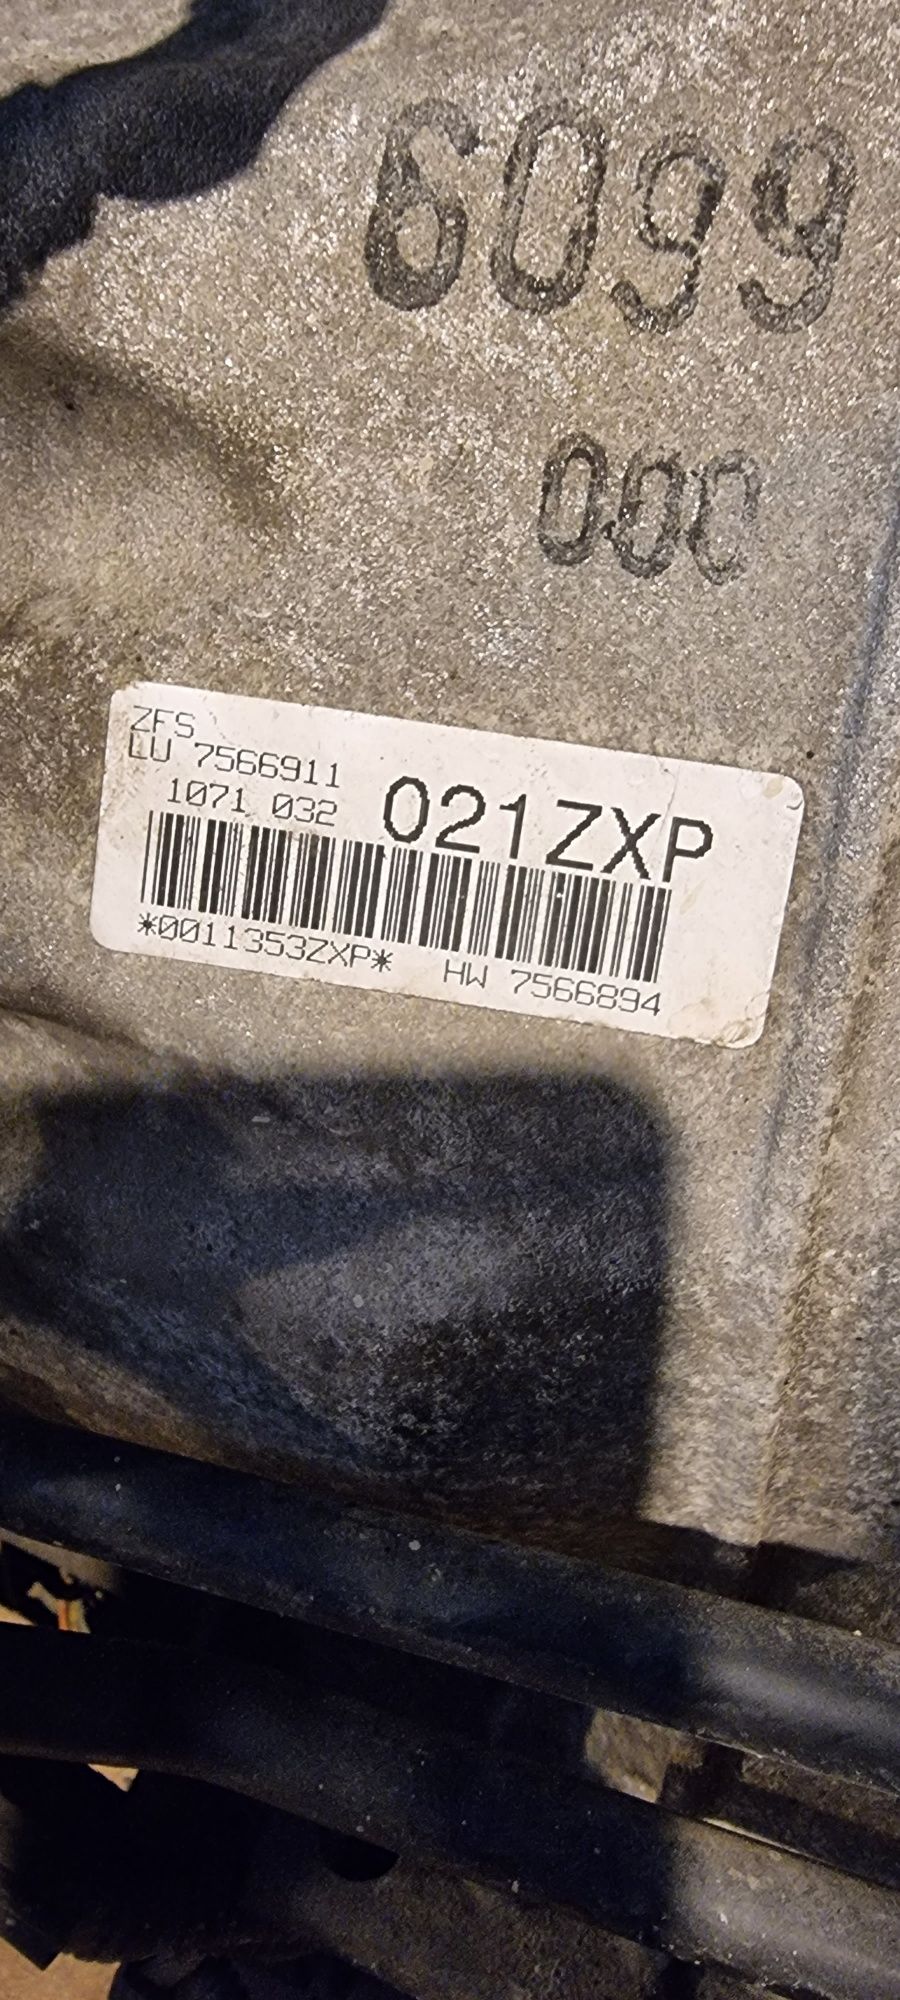 6099
000
ZFS
LU 7566911
1071 032
021ZXP
*0011353ZXP*
HW 7566894